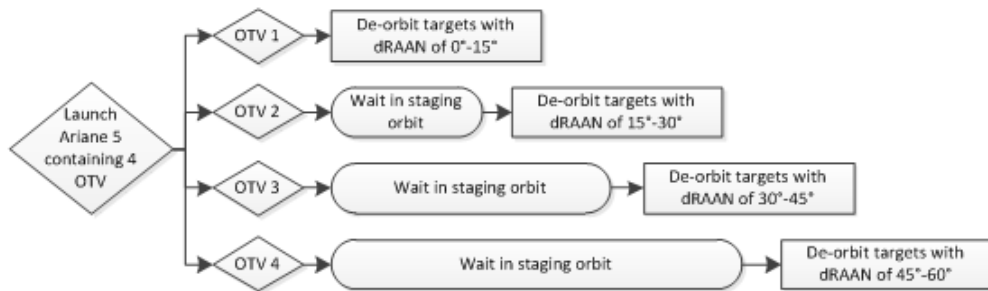 OTV 1
De-orbit targets with
dRAAN of 0°-15°
Launch
Ariane 5
containing 4
OTV
OTV 2
Wait in staging
orbit
De-orbit targets with
dRAAN of 15°-30°
OTV 3
Wait in staging orbit
De-orbit targets with
dRAAN of 30°-45°
OTV 4
Wait in staging orbit
De-orbit targets with
dRAAN of 45°-60°